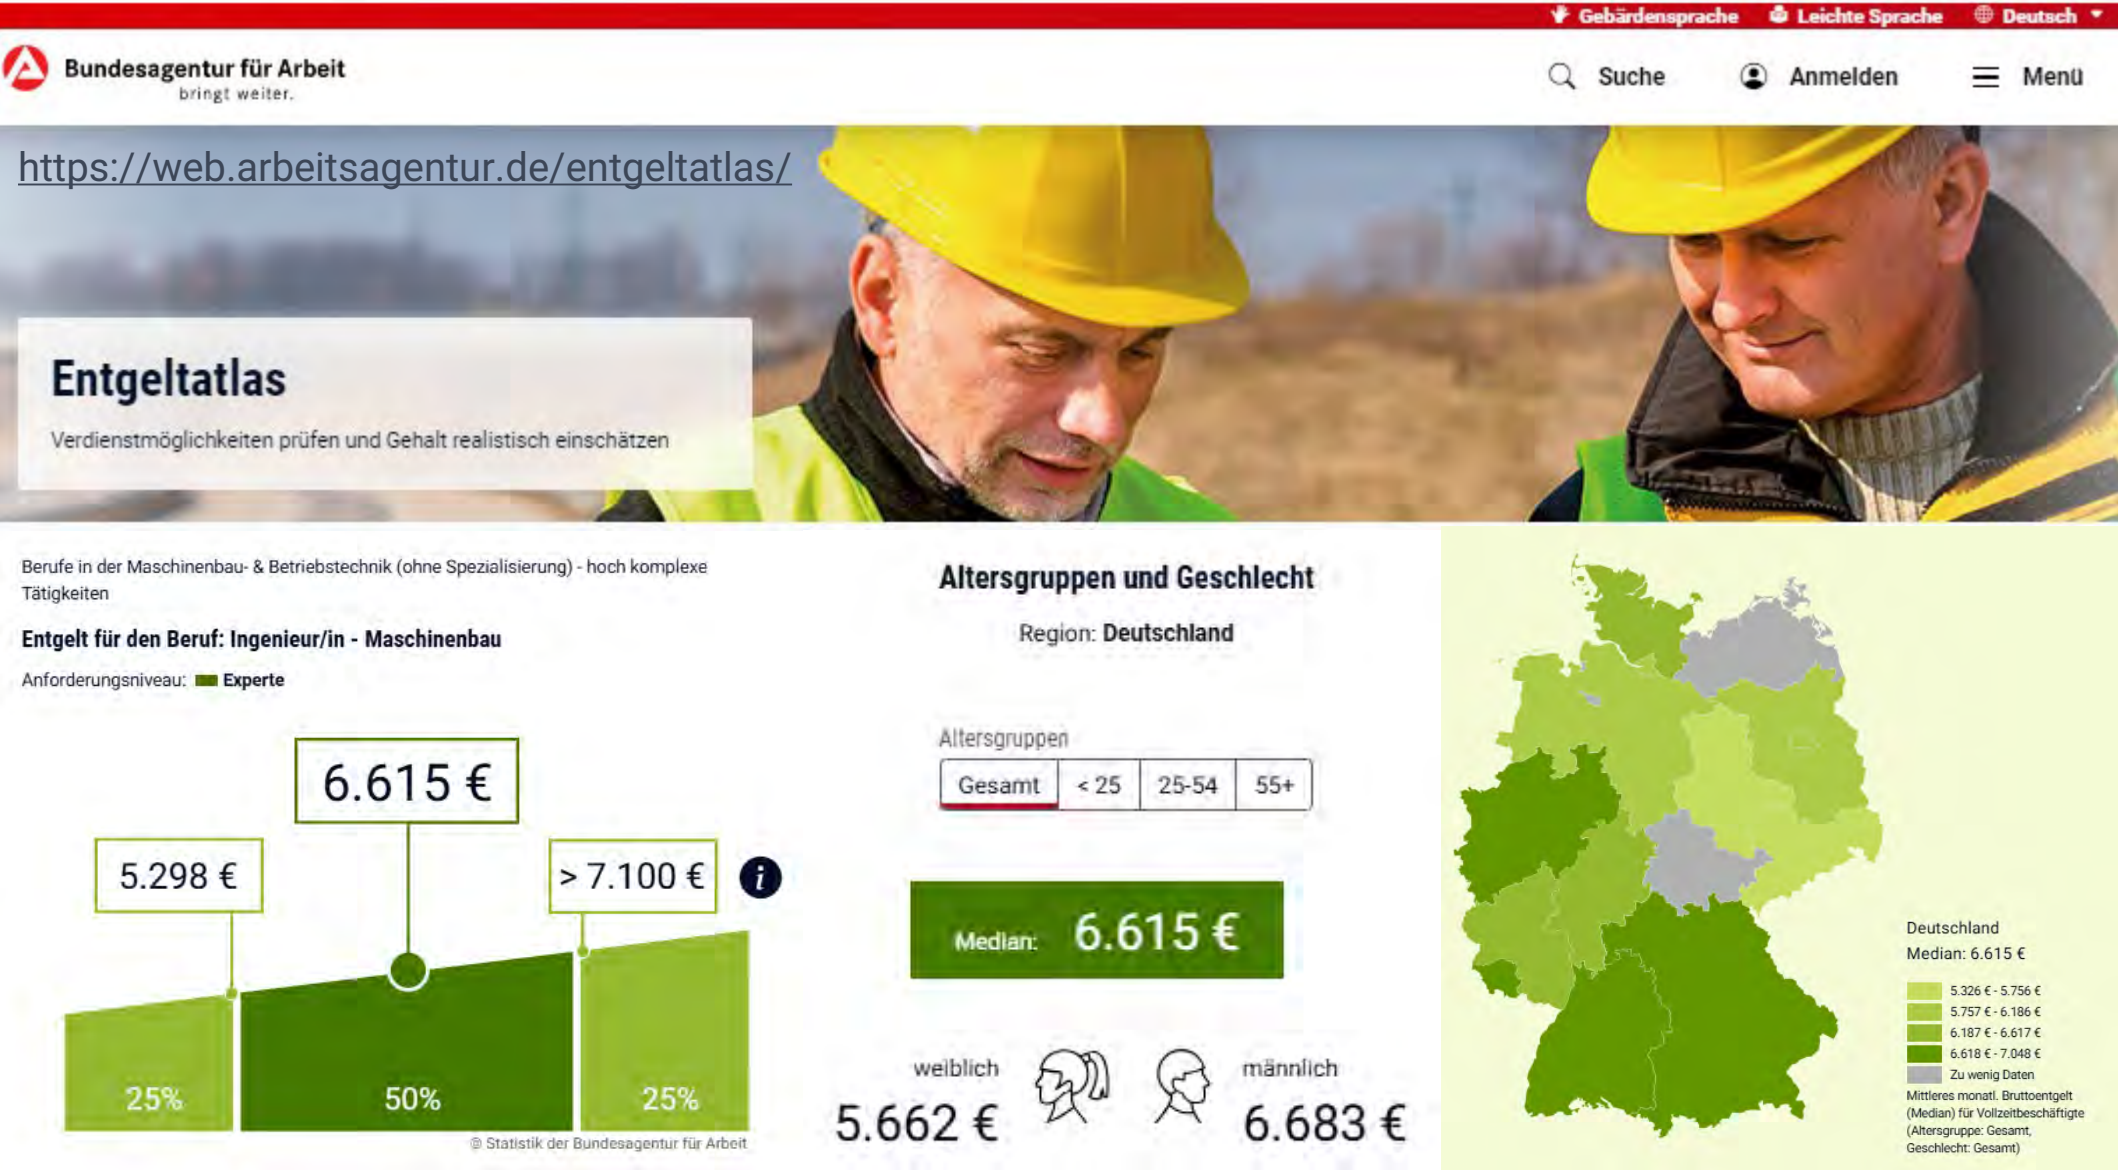 Gebärdensprache Leichte Sprache Deutsch
Bundesagentur für Arbeit
bringt weiter.
Suche Anmelden Menü
https://web.arbeitsagentur.de/entgeltatlas/
Entgeltatlas
Verdienstmöglichkeiten prüfen und Gehalt realistisch einschätzen
Berufe in der Maschinenbau- & Betriebstechnik (ohne Spezialisierung) - hoch komplexe
Tätigkeiten
Entgelt für den Beruf: Ingenieur/in - Maschinenbau
Anforderungsniveau: Experte
6.615 €
5.298 €
> 7.100 €
i
25%
50%
25%
© Statistik der Bundesagentur für Arbeit
Altersgruppen und Geschlecht
Region: Deutschland
Altersgruppen
Gesamt < 25 25-54 55+
Median: 6.615 €
weiblich
5.662 €
männlich
6.683 €
Deutschland
Median: 6.615 €
5.326 € - 5.756 €
5.757 € - 6.186 €
6.187 € - 6.617 €
6.618 € - 7.048 €
Zu wenig Daten
Mittleres monatl. Bruttoentgelt
(Median) für Vollzeitbeschäftigte
(Altersgruppe: Gesamt,
Geschlecht: Gesamt)